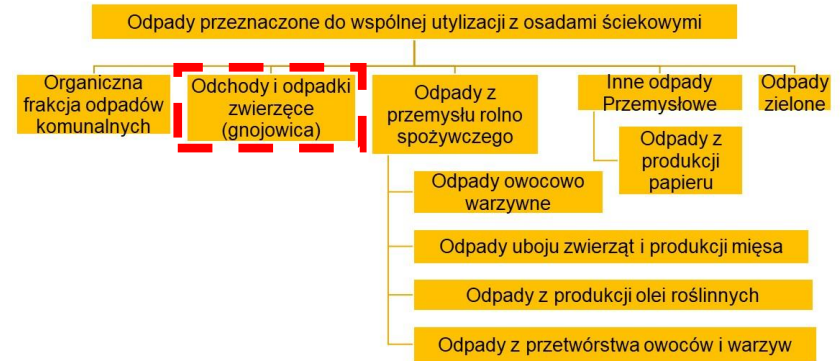 Odpady przeznaczone do wspólnej utylizacji z osadami ściekowymi
Organiczna
frakcja odpadów
komunalnych
Odchody i odpadki
zwierzęce
(gnojowica)
Odpady z
przemysłu rolno
spożywczego
Inne odpady
Przemysłowe
Odpady
zielone
Odpady z
produkcji
papieru
Odpady owocowo
warzywne
Odpady uboju zwierząt i produkcji mięsa
Odpady z produkcji olei roślinnych
Odpady z przetwórstwa owoców i warzyw